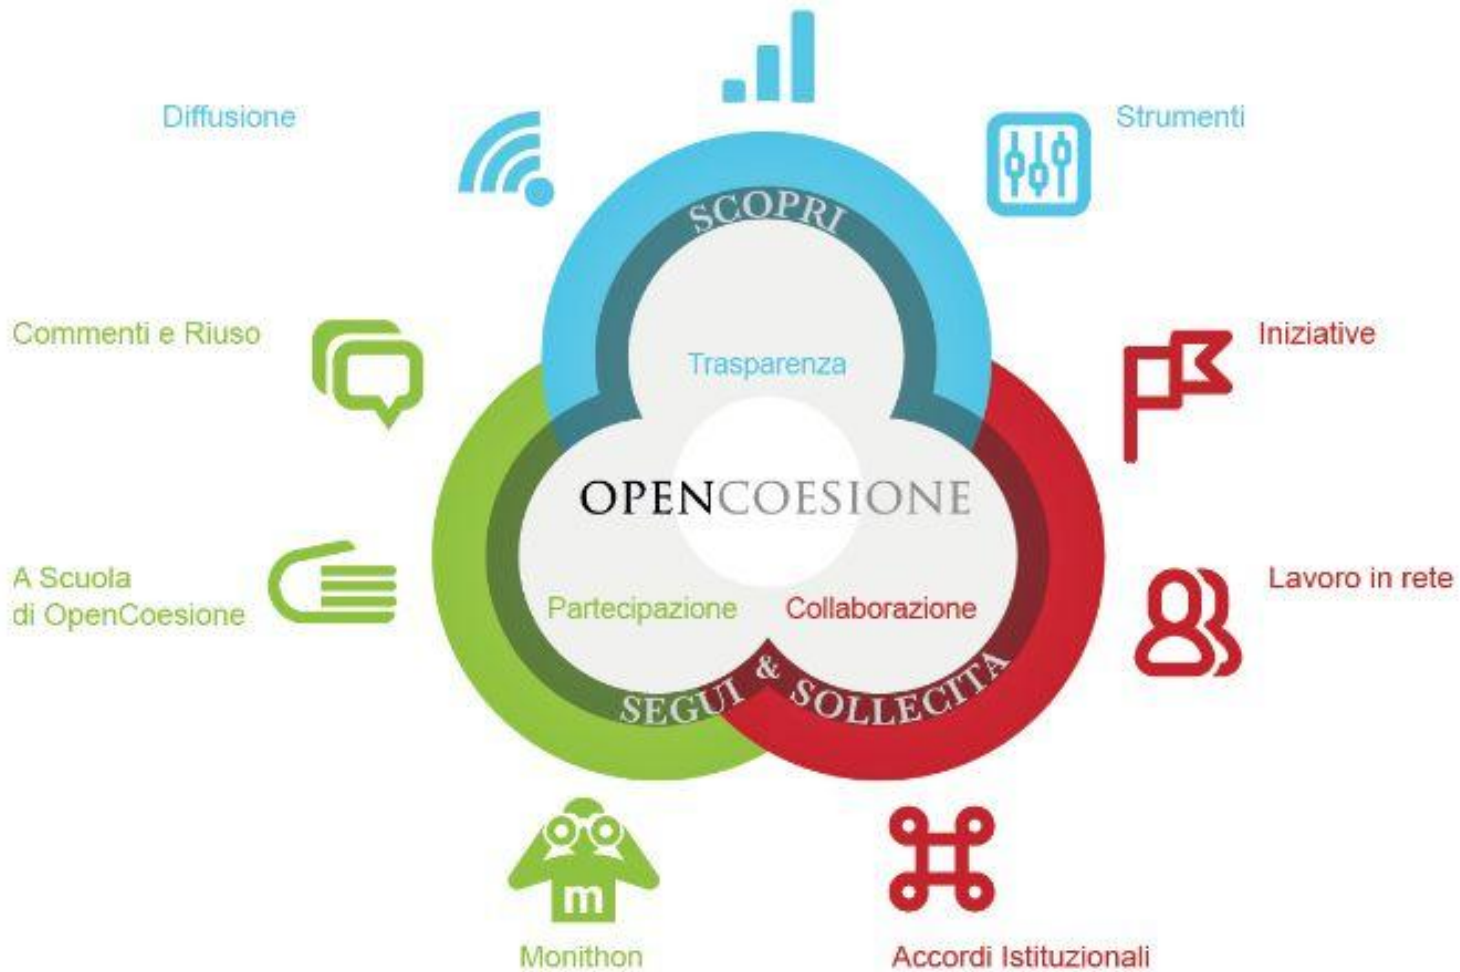 Diffusione
Strumenti
SCOPRI
Commenti e Riuso
Iniziative
Trasparenza
OPENCOESIONE
A Scuola
di OpenCoesione
Lavoro in rete
Partecipazione
Collaborazione
SEGUI & SOLLECITA
m
Monithon
Accordi Istituzionali